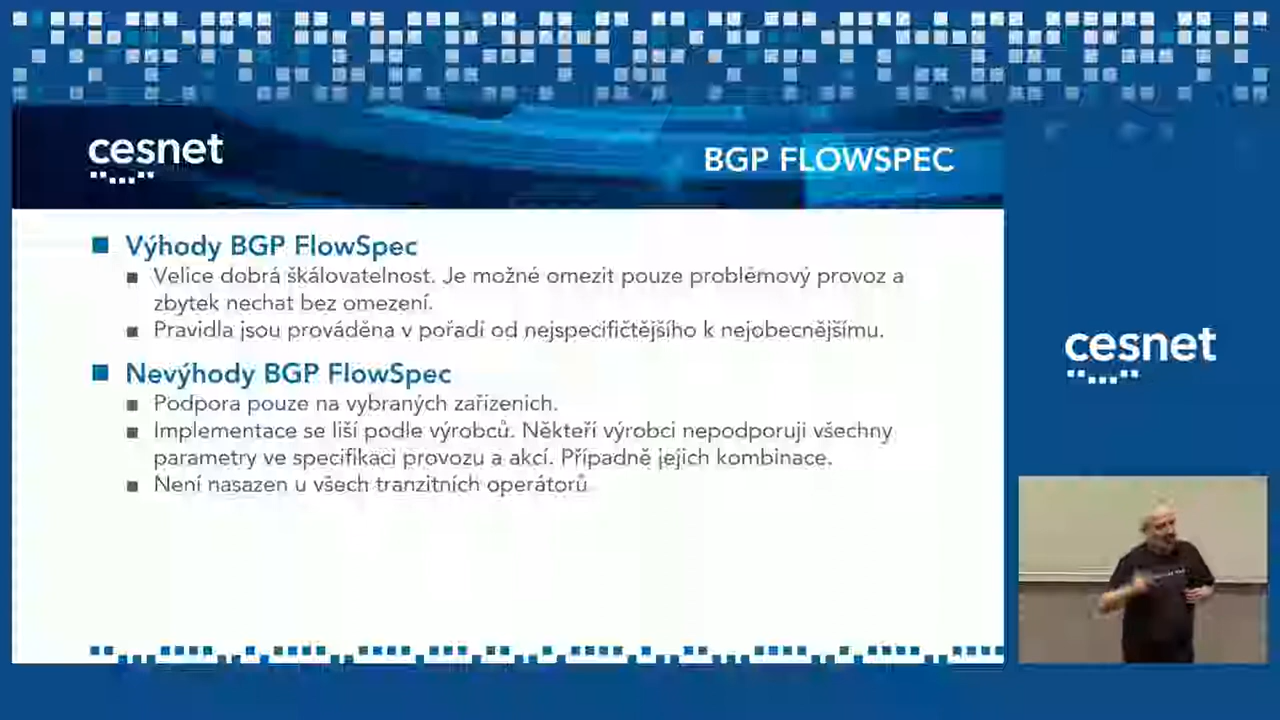 cesnet
BGP FLOWSPEC
Výhody BGP FlowSpec
Velice dobrá škálovatelnost. Je možné omezit pouze problémový provoz a
zbytek nechat bez omezení.
Pravidla jsou prováděna v pořadí od nejspecifičtějšího k nejobecnějšímu.
Nevýhody BGP FlowSpec
Podpora pouze na vybraných zařízeních.
Implementace se liší podle výrobců. Někteří výrobci nepodporují všechny
parametry ve specifikaci provozu a akcí. Případně jejich kombinace.
Není nasazen u všech tranzitních operátorů
cesnet